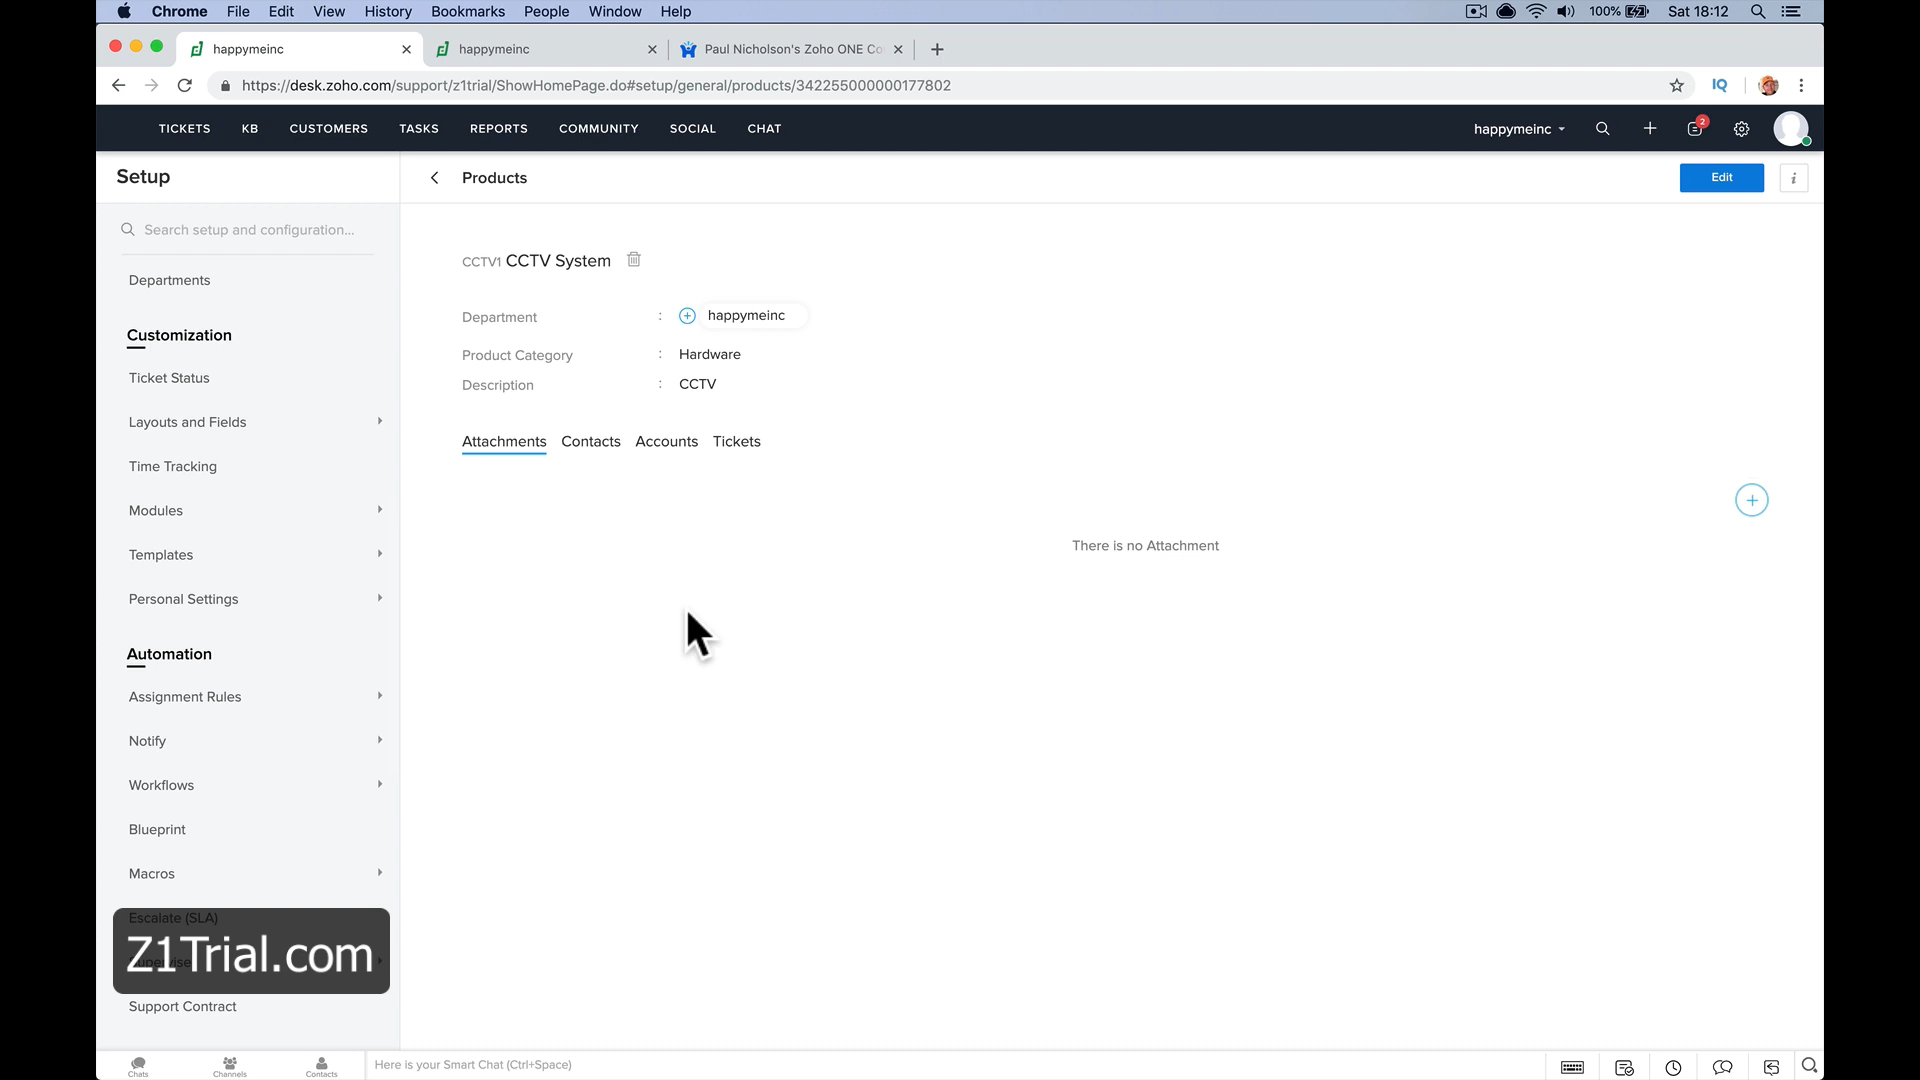 Chrome File Edit View History Bookmarks People Window Help 100% Sat 18:12
happymeinc happymeinc Paul Nicholson's Zoho ONE Co
https://desk.zoho.com/support/z1trial/ShowHomePage.do#setup/general/products/342255000000177802 IQ
TICKETS KB CUSTOMERS TASKS REPORTS COMMUNITY SOCIAL CHAT happymeinc 2
Setup
Products
Edit
i
Search setup and configuration...
Departments
CCTV1 CCTV System
Department : happymeinc
Product Category : Hardware
Description : CCTV
Attachments Contacts Accounts Tickets
There is no Attachment
Customization
Ticket Status
Layouts and Fields
Time Tracking
Modules
Templates
Personal Settings
Automation
Assignment Rules
Notify
Workflows
Blueprint
Macros
Escalate (SLA)
Z1Trial.com
Supervise
Support Contract
Chats Channels Contacts
Here is your Smart Chat (Ctrl+Space)